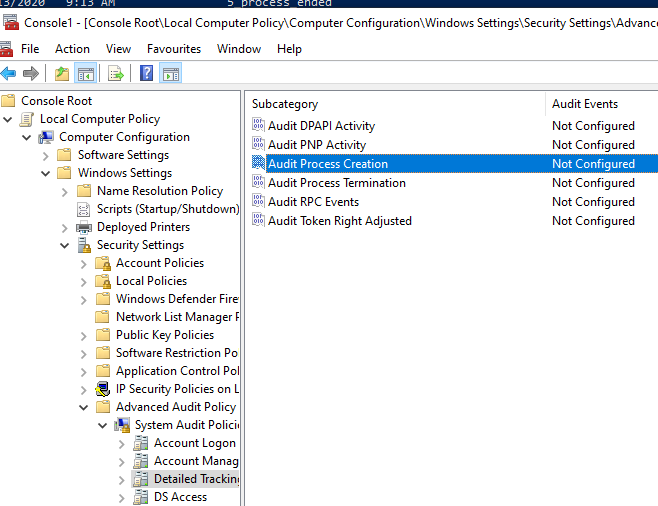 13/2020 9:13 AM 5 process ended
Console1 - [Console Root\Local Computer Policy\Computer Configuration\Windows Settings\Security Settings\Advance
File Action View Favourites Window Help
Console Root
Local Computer Policy
Computer Configuration
Software Settings
Windows Settings
Name Resolution Policy
Scripts (Startup/Shutdown)
Deployed Printers
Security Settings
Account Policies
Local Policies
Windows Defender Fire
Network List Manager P
Public Key Policies
Software Restriction Po
Application Control Pol
IP Security Policies on L
Advanced Audit Policy
System Audit Policie
Account Logon
Account Manag
Detailed Tracking
DS Access
Subcategory Audit Events
Audit DPAPI Activity Not Configured
Audit PNP Activity Not Configured
Audit Process Creation Not Configured
Audit Process Termination Not Configured
Audit RPC Events Not Configured
Audit Token Right Adjusted Not Configured